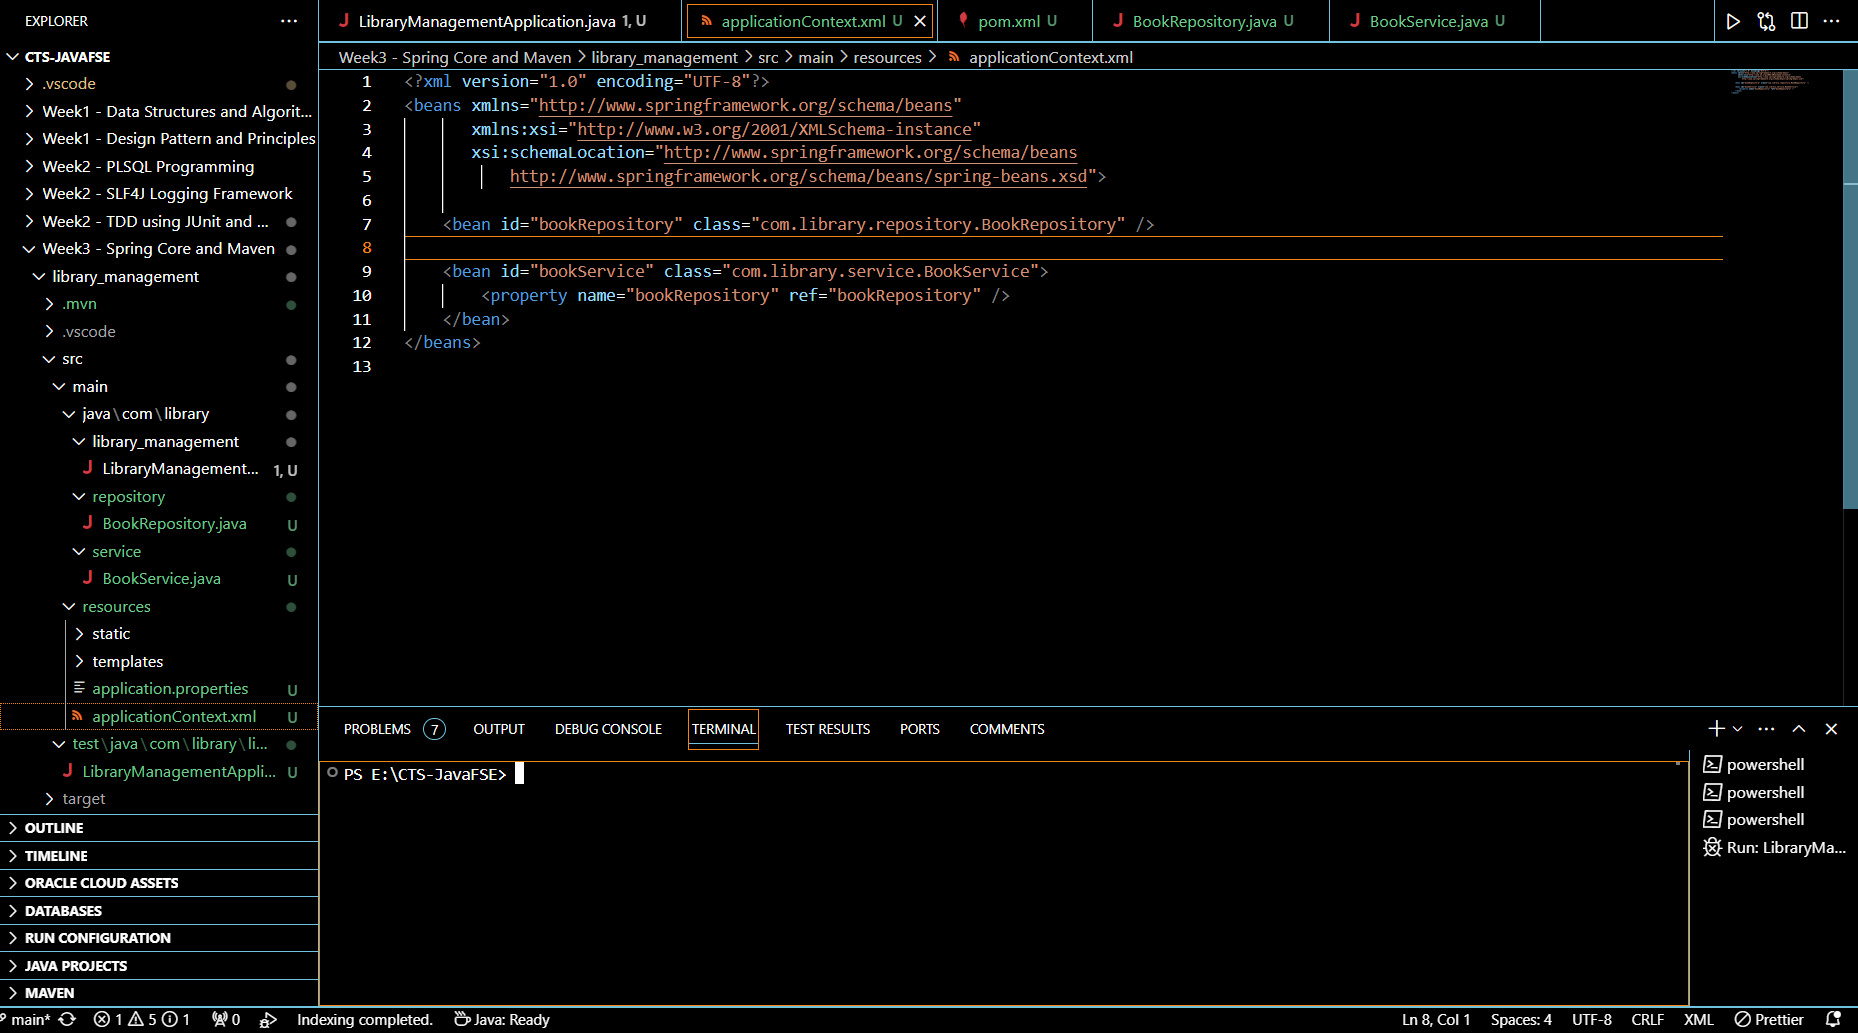 EXPLORER
CTS-JAVAFSE
.vscode
Week1 - Data Structures and Algorit...
Week1 - Design Pattern and Principles
Week2 - PLSQL Programming
Week2 - SLF4J Logging Framework
Week2 - TDD using JUnit and ...
Week3 - Spring Core and Maven
library_management
.mvn
.vscode
src
main
java\com\library
library_management
LibraryManagement... 1, U
repository
BookRepository.java U
service
BookService.java U
resources
static
templates
application.properties U
applicationContext.xml U
test\java\com\library\li...
LibraryManagementAppli... U
target
OUTLINE
TIMELINE
ORACLE CLOUD ASSETS
DATABASES
RUN CONFIGURATION
JAVA PROJECTS
MAVEN
LibraryManagementApplication.java 1, U applicationContext.xml U pom.xml U BookRepository.java U BookService.java U
Week3 - Spring Core and Maven > library_management > src > main > resources > applicationContext.xml
1 <?xml version="1.0" encoding="UTF-8"?>
2 <beans xmlns="http://www.springframework.org/schema/beans"
3 xmlns:xsi="http://www.w3.org/2001/XMLSchema-instance"
4 xsi:schemaLocation="http://www.springframework.org/schema/beans
5 http://www.springframework.org/schema/beans/spring-beans.xsd">
6
7 <bean id="bookRepository" class="com.library.repository.BookRepository" />
8
9 <bean id="bookService" class="com.library.service.BookService">
10 <property name="bookRepository" ref="bookRepository" />
11 </bean>
12 </beans>
13
PROBLEMS 7 OUTPUT DEBUG CONSOLE TERMINAL TEST RESULTS PORTS COMMENTS
PS E:\CTS-JavaFSE>
powershell
powershell
powershell
Run: LibraryMa...
main* 1 5 1 0 Indexing completed. Java: Ready Ln 8, Col 1 Spaces: 4 UTF-8 CRLF XML Prettier